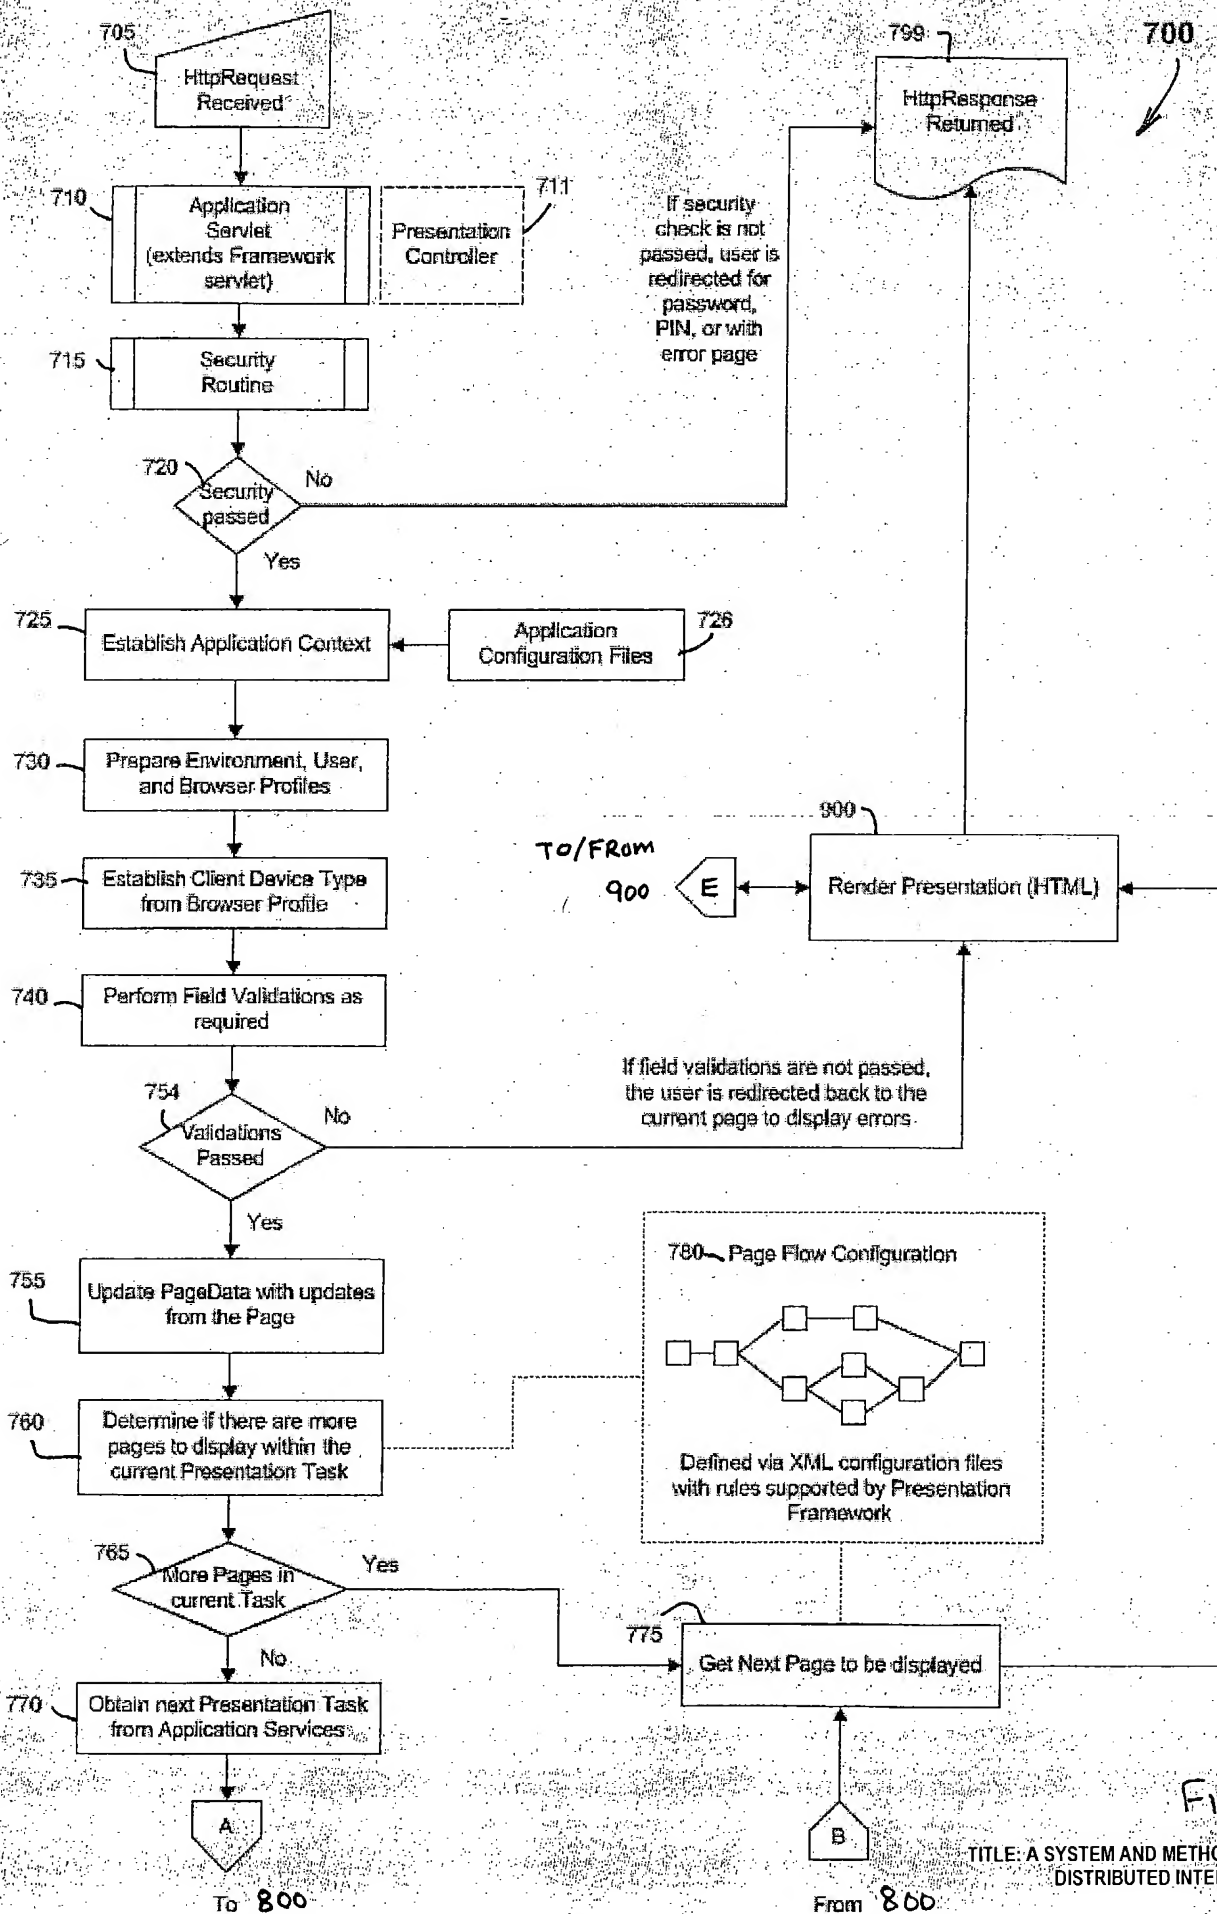 705
HttpRequest
Received
799
700
HttpResponse
Returned
710
Application
Servlet
(extends Framework
servlet)
711
Presentation
Controller
If security
check is not
passed, user is
redirected for
password,
PIN, or with
error page
715
Security
Routine
720
Security
passed
No
Yes
725
Establish Application Context
Application
Configuration Files
726
730
Prepare Environment, User,
and Browser Profiles
735
Establish Client Device Type
from Browser Profile
TO/FROM
900
E
900
Render Presentation (HTML)
740
Perform Field Validations as
required
If field validations are not passed,
the user is redirected back to the
current page to display errors.
754
Validations
Passed
No
Yes
755
Update PageData with updates
from the Page
780
Page Flow Configuration
Defined via XML configuration files
with rules supported by Presentation
Framework
760
Determine if there are more
pages to display within the
current Presentation Task
765
More Pages in
current Task
Yes
No
775
Get Next Page to be displayed
770
Obtain next Presentation Task
from Application Services
A
To 800
B
From 800
TITLE: A SYSTEM AND
DISTRIBUTED